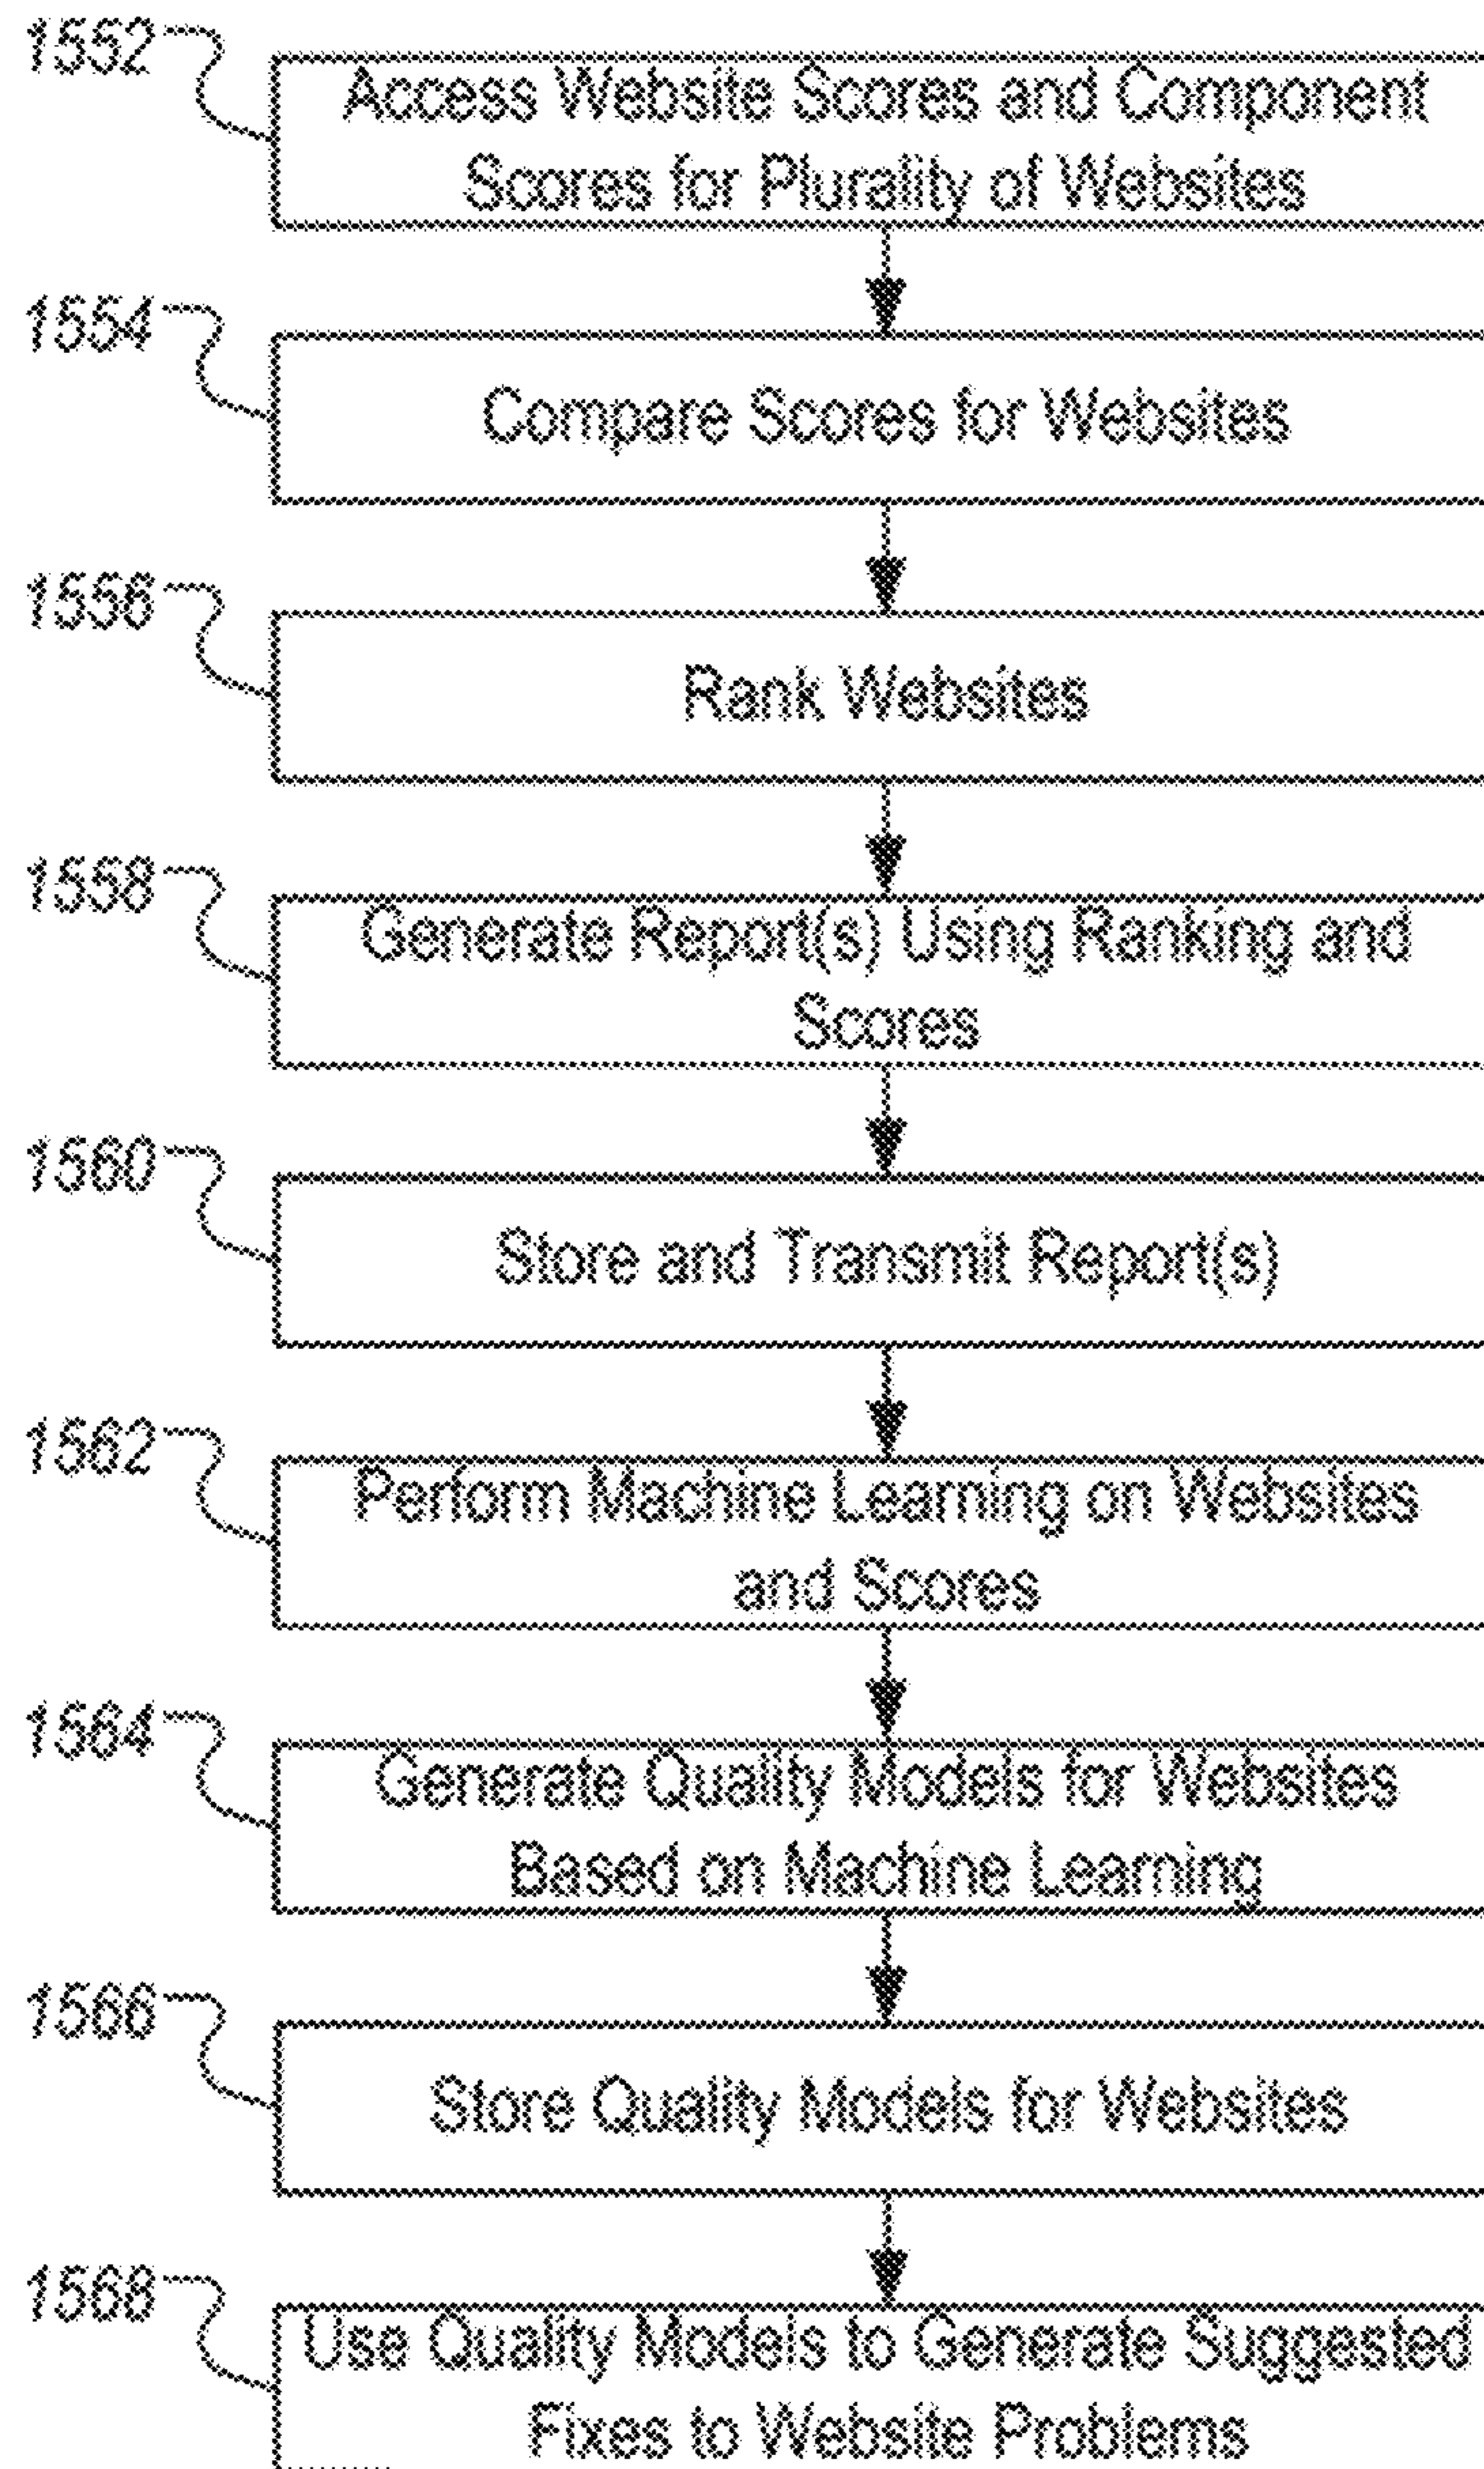 1552
Access Website Scores and Component
Scores for Plurality of Websites
1554
Compare Scores for Websites
1556
Rank Websites
1558
Generate Report(s) Using Ranking and
Scores
1560
Store and Transmit Report(s)
1562
Perform Machine Learning on Websites
and Scores
1564
Generate Quality Models for Websites
Based on Machine Learning
1566
Store Quality Models for Websites
1568
Use Quality Models to Generate Suggested
Fixes to Website Problems